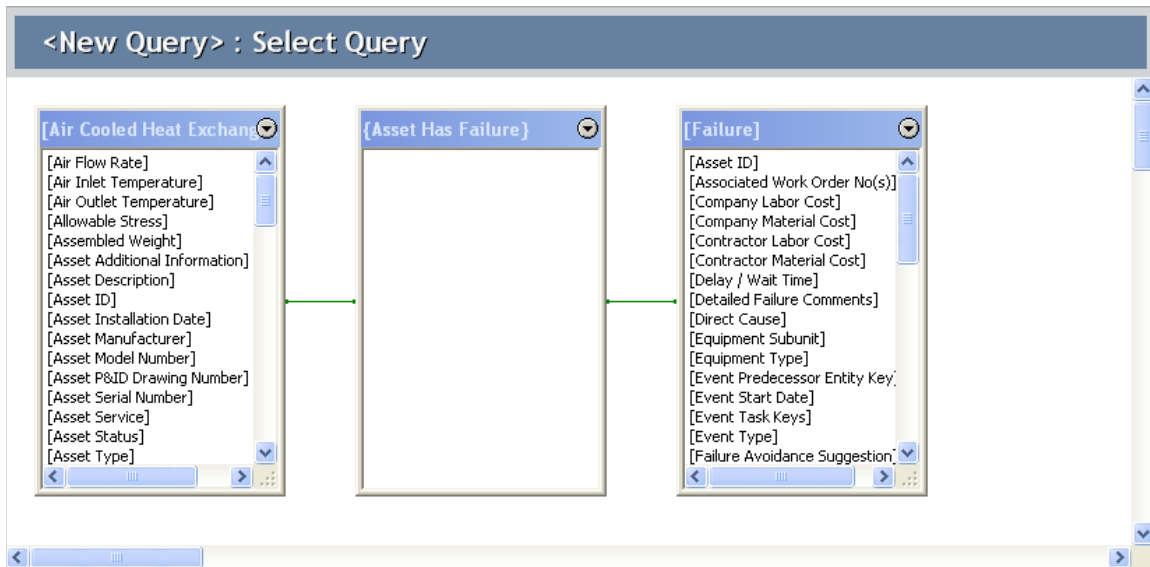 <New Query> : Select Query
[Air Cooled Heat Exchang
[Air Flow Rate]
[Air Inlet Temperature]
[Air Outlet Temperature]
[Allowable Stress]
[Assembled Weight]
[Asset Additional Information]
[Asset Description]
[Asset ID]
[Asset Installation Date]
[Asset Manufacturer]
[Asset Model Number]
[Asset P&ID Drawing Number]
[Asset Serial Number]
[Asset Service]
[Asset Status]
[Asset Type]
{Asset Has Failure}
[Failure]
[Asset ID]
[Associated Work Order No(s)]
[Company Labor Cost]
[Company Material Cost]
[Contractor Labor Cost]
[Contractor Material Cost]
[Delay / Wait Time]
[Detailed Failure Comments]
[Direct Cause]
[Equipment Subunit]
[Equipment Type]
[Event Predecessor Entity Key]
[Event Start Date]
[Event Task Keys]
[Event Type]
[Failure Avoidance Suggestion]